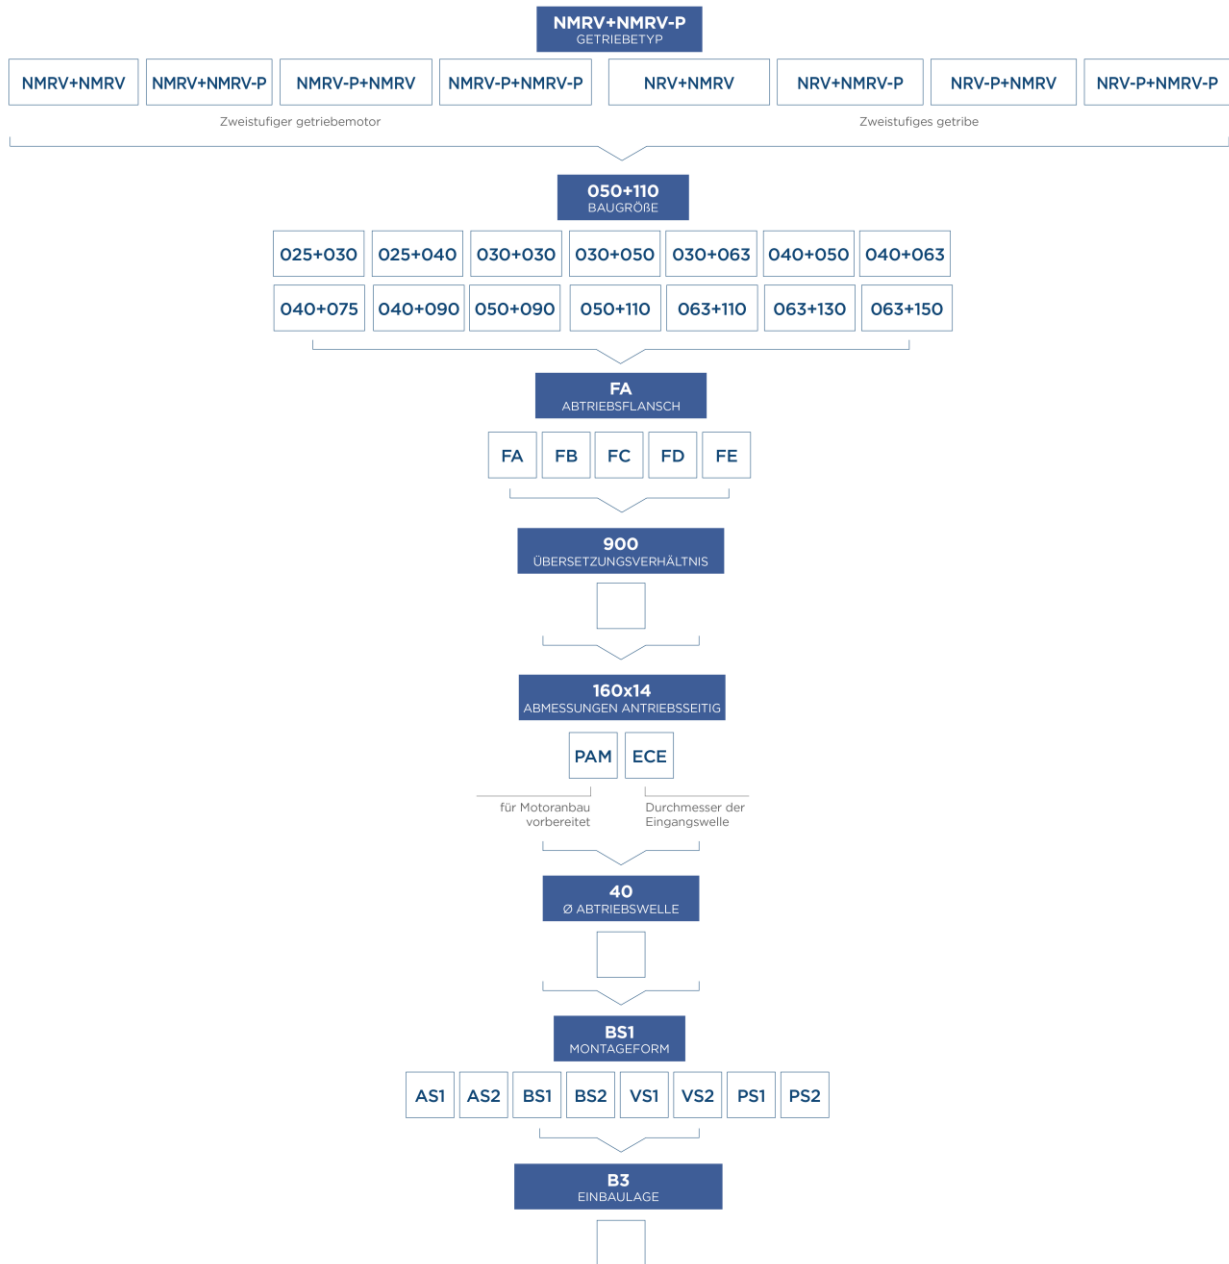 NMRV+NMRV-P
GETRIEBETYP
NMRV+NMRV NMRV+NMRV-P NMRV-P+NMRV NMRV-P+NMRV-P NRV+NMRV NRV+NMRV-P NRV-P+NMRV NRV-P+NMRV-P
Zweistufiger getriebemotor Zweistufiges getribe
050+110
BAUGRÖßE
025+030 025+040 030+030 030+050 030+063 040+050 040+063
040+075 040+090 050+090 050+110 063+110 063+130 063+150
FA
ABTRIEBSFLANSCH
FA FB FC FD FE
900
ÜBERSETZUNGSVERHÄLTNIS
160x14
ABMESSUNGEN ANTRIEBSSEITIG
PAM ECE
für Motoranbau Durchmesser der
vorbereitet Eingangswelle
40
Ø ABTRIEBSWELLE
BS1
MONTAGEFORM
AS1 AS2 BS1 BS2 VS1 VS2 PS1 PS2
B3
EINBAULAGE